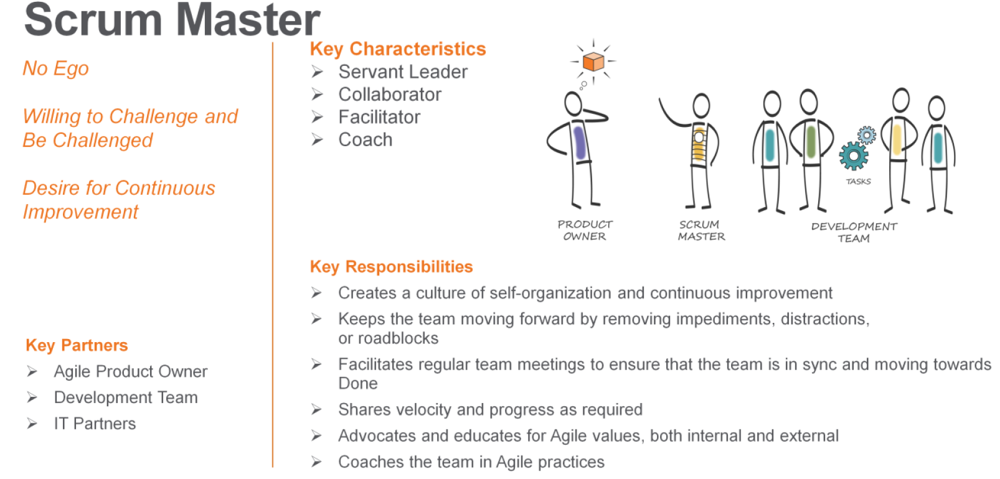 Scrum Master
No Ego
Willing to Challenge and
Be Challenged
Desire for Continuous
Improvement
Key Partners
Agile Product Owner
Development Team
IT Partners
Key Characteristics
Servant Leader
Collaborator
Facilitator
Coach
PRODUCT
OWNER
SCRUM
MASTER
TASKS
DEVELOPMENT
TEAM
Key Responsibilities
Creates a culture of self-organization and continuous improvement
Keeps the team moving forward by removing impediments, distractions,
or roadblocks
Facilitates regular team meetings to ensure that the team is in sync and moving towards
Done
Shares velocity and progress as required
Advocates and educates for Agile values, both internal and external
Coaches the team in Agile practices